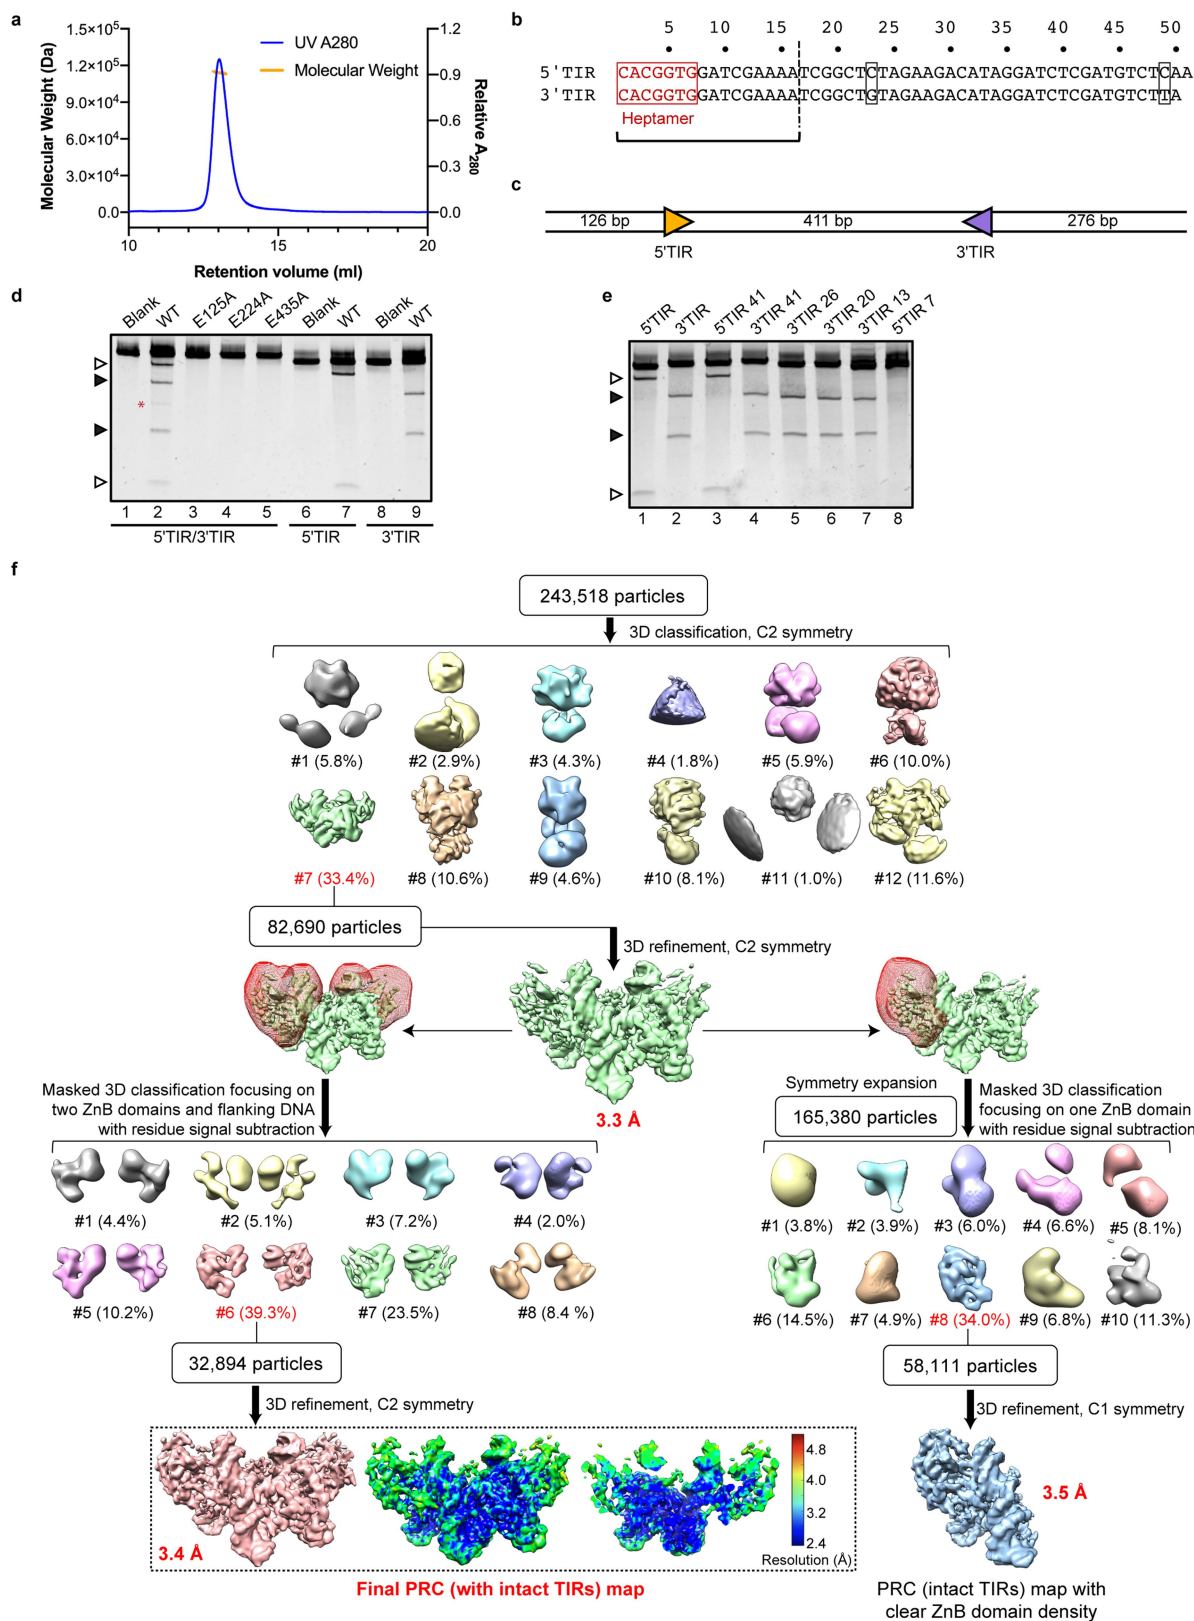 a
1.5×10⁵
1.2×10⁵
9.0×10⁴
6.0×10⁴
3.0×10⁴
0.0
Molecular Weight (Da)
UV A280
Molecular Weight
1.2
0.9
0.6
0.3
0.0
Relative A₂₈₀
10 15 20
Retention volume (ml)
b
5 10 15 20 25 30 35 40 45 50
5'TIR CACGGTGGATCGAAAATCGGCTCTAGAAGACATAGGATCTCGATGTCTCAA
3'TIR CACGGTGGATCGAAAATCGGCTGTAGAAGACATAGGATCTCGATGTCTTA
Heptamer
c
126 bp 411 bp 276 bp
5'TIR 3'TIR
d
Blank WT E125A E224A E435A Blank WT Blank WT
*
1 2 3 4 5 6 7 8 9
5'TIR/3'TIR 5'TIR 3'TIR
e
5'TIR 3'TIR 5'TIR 41 3'TIR 41 3'TIR 26 3'TIR 20 3'TIR 13 5'TIR 7
1 2 3 4 5 6 7 8
f
243,518 particles
3D classification, C2 symmetry
#1 (5.8%) #2 (2.9%) #3 (4.3%) #4 (1.8%) #5 (5.9%) #6 (10.0%)
#7 (33.4%) #8 (10.6%) #9 (4.6%) #10 (8.1%) #11 (1.0%) #12 (11.6%)
82,690 particles
3D refinement, C2 symmetry
3.3 Å
Masked 3D classification focusing on
two ZnB domains and flanking DNA
with residue signal subtraction
Symmetry expansion
165,380 particles
Masked 3D classification
focusing on one ZnB domain
with residue signal subtraction
#1 (4.4%) #2 (5.1%) #3 (7.2%) #4 (2.0%)
#5 (10.2%) #6 (39.3%) #7 (23.5%) #8 (8.4 %)
#1 (3.8%) #2 (3.9%) #3 (6.0%) #4 (6.6%) #5 (8.1%)
#6 (14.5%) #7 (4.9%) #8 (34.0%) #9 (6.8%) #10 (11.3%)
32,894 particles
3D refinement, C2 symmetry
58,111 particles
3D refinement, C1 symmetry
3.4 Å
4.8
4.0
3.2
2.4
Resolution (Å)
3.5 Å
Final PRC (with intact TIRs) map
PRC (intact TIRs) map with
clear ZnB domain density